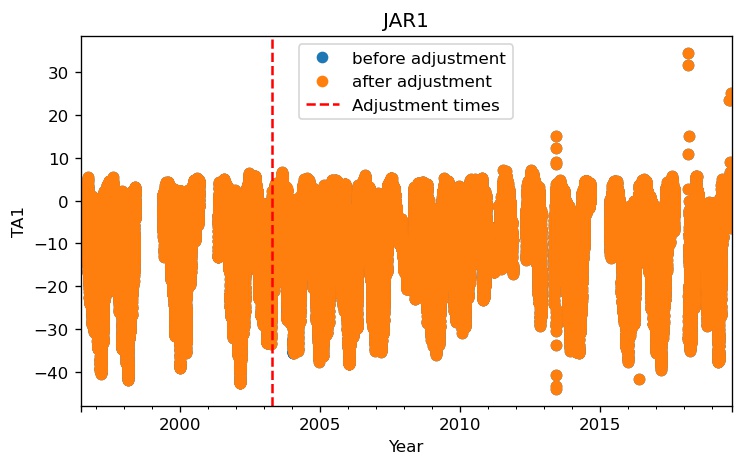 JAR1
before adjustment
after adjustment
Adjustment times
TA1
30
20
10
0
−10
−20
−30
−40
2000
2005
2010
2015
Year